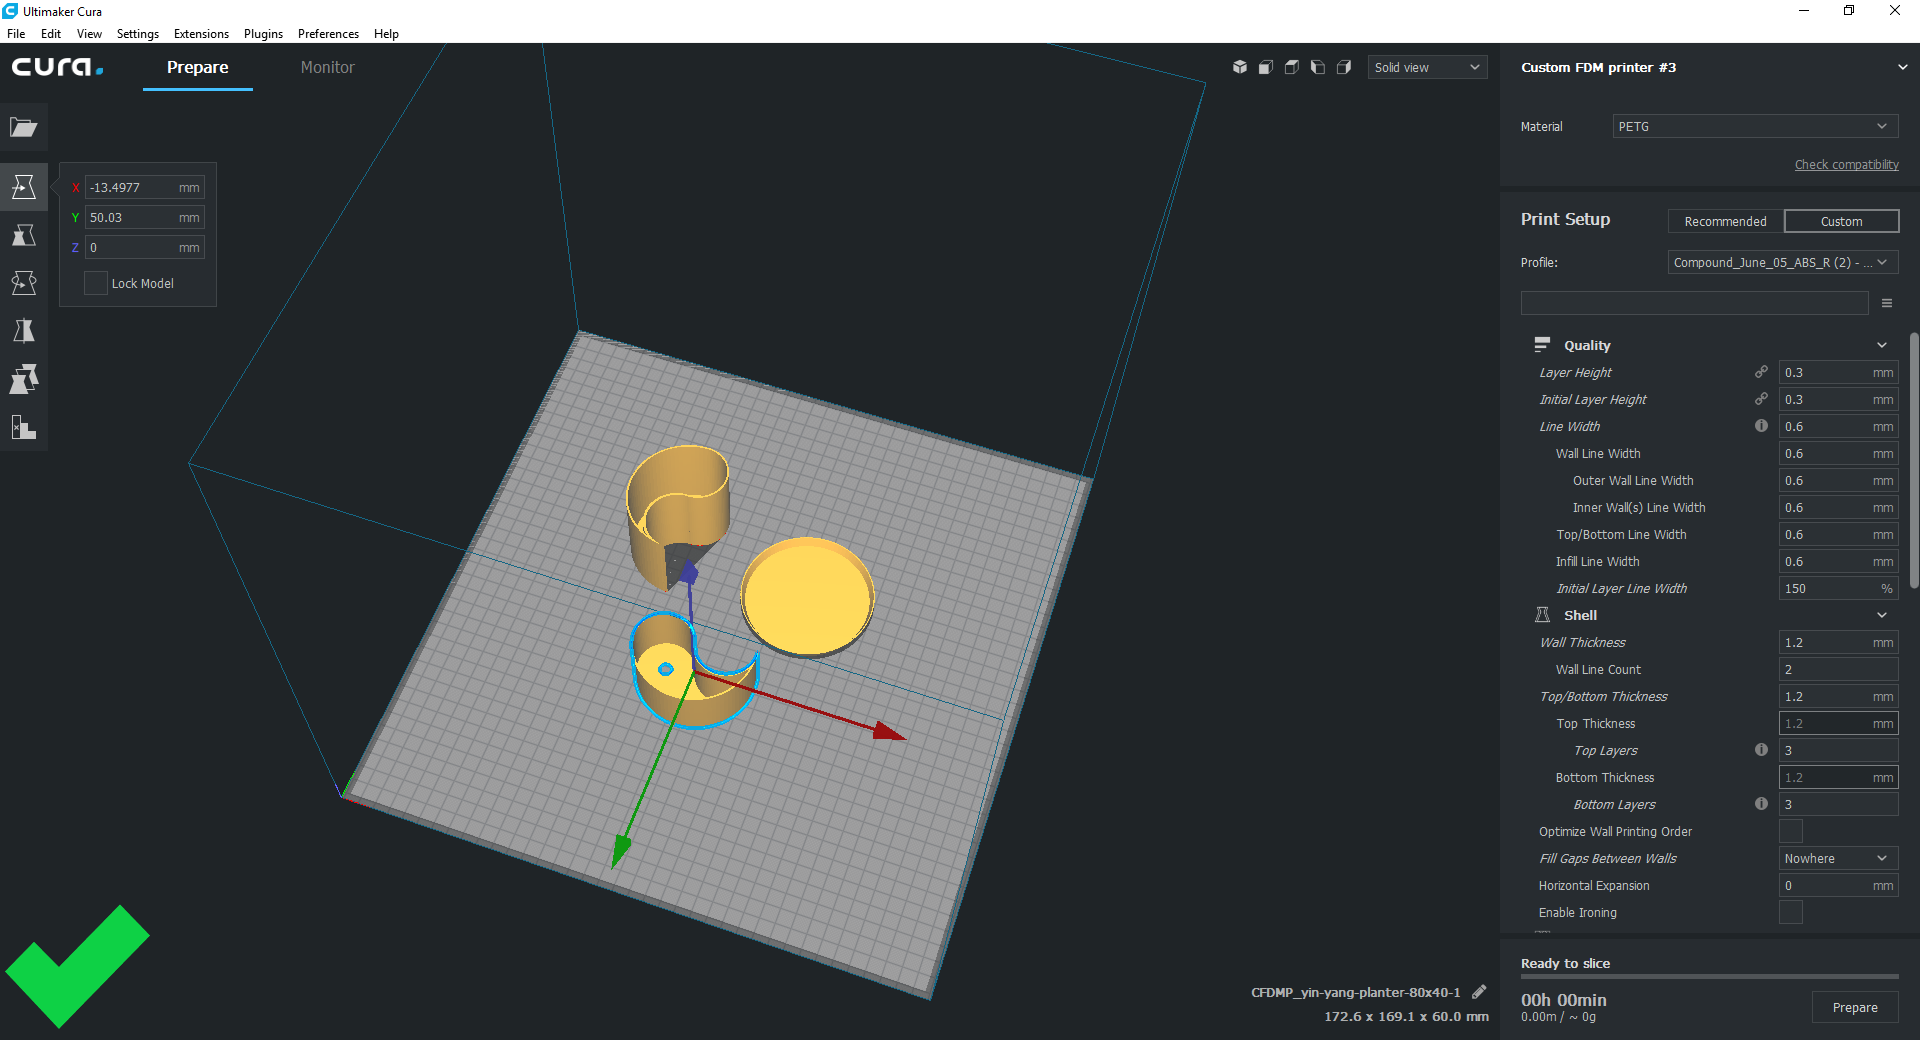 Ultimaker Cura
File Edit View Settings Extensions Plugins Preferences Help
cura.
Prepare Monitor
Solid view
X -13.4977 mm
Y 50.03 mm
Z 0 mm
Lock Model
CFDMP_yin-yang-planter-80x40-1
172.6 x 169.1 x 60.0 mm
Custom FDM printer #3
Material PETG
Check compatibility
Print Setup Recommended Custom
Profile: Compound_June_05_ABS_R (2) - ...
Quality
Layer Height 0.3 mm
Initial Layer Height 0.3 mm
Line Width 0.6 mm
Wall Line Width 0.6 mm
Outer Wall Line Width 0.6 mm
Inner Wall(s) Line Width 0.6 mm
Top/Bottom Line Width 0.6 mm
Infill Line Width 0.6 mm
Initial Layer Line Width 150 %
Shell
Wall Thickness 1.2 mm
Wall Line Count 2
Top/Bottom Thickness 1.2 mm
Top Thickness 1.2 mm
Top Layers 3
Bottom Thickness 1.2 mm
Bottom Layers 3
Optimize Wall Printing Order
Fill Gaps Between Walls Nowhere
Horizontal Expansion 0 mm
Enable Ironing
Ready to slice
00h 00min
0.00m / ~ 0g
Prepare